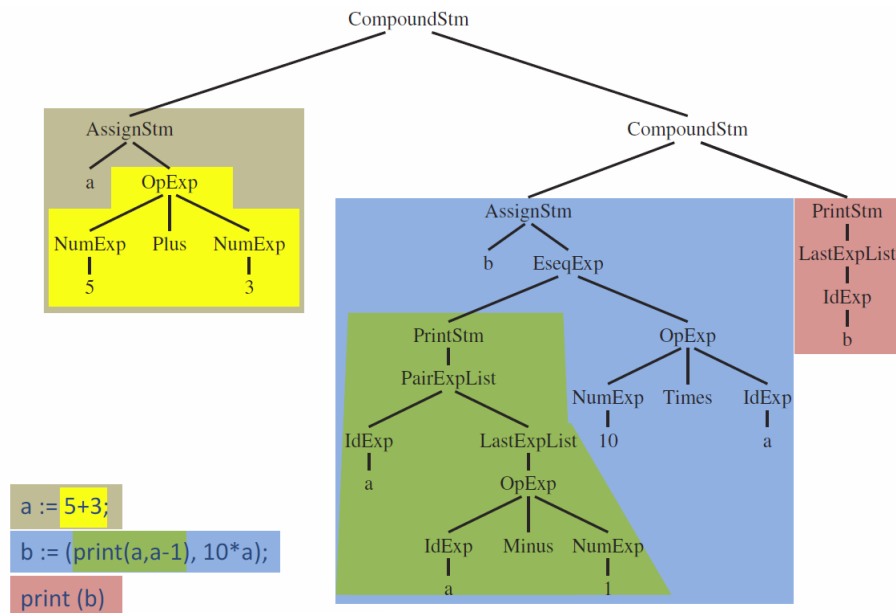 CompoundStm
AssignStm CompoundStm
a OpExp
AssignStm PrintStm
NumExp Plus NumExp
b EseqExp LastExpList
5 3
IdExp
PrintStm OpExp b
PairExpList
NumExp Times IdExp
IdExp LastExpList 10 a
a OpExp
a := 5+3;
IdExp Minus NumExp
b := (print(a,a-1), 10*a);
a 1
print (b)